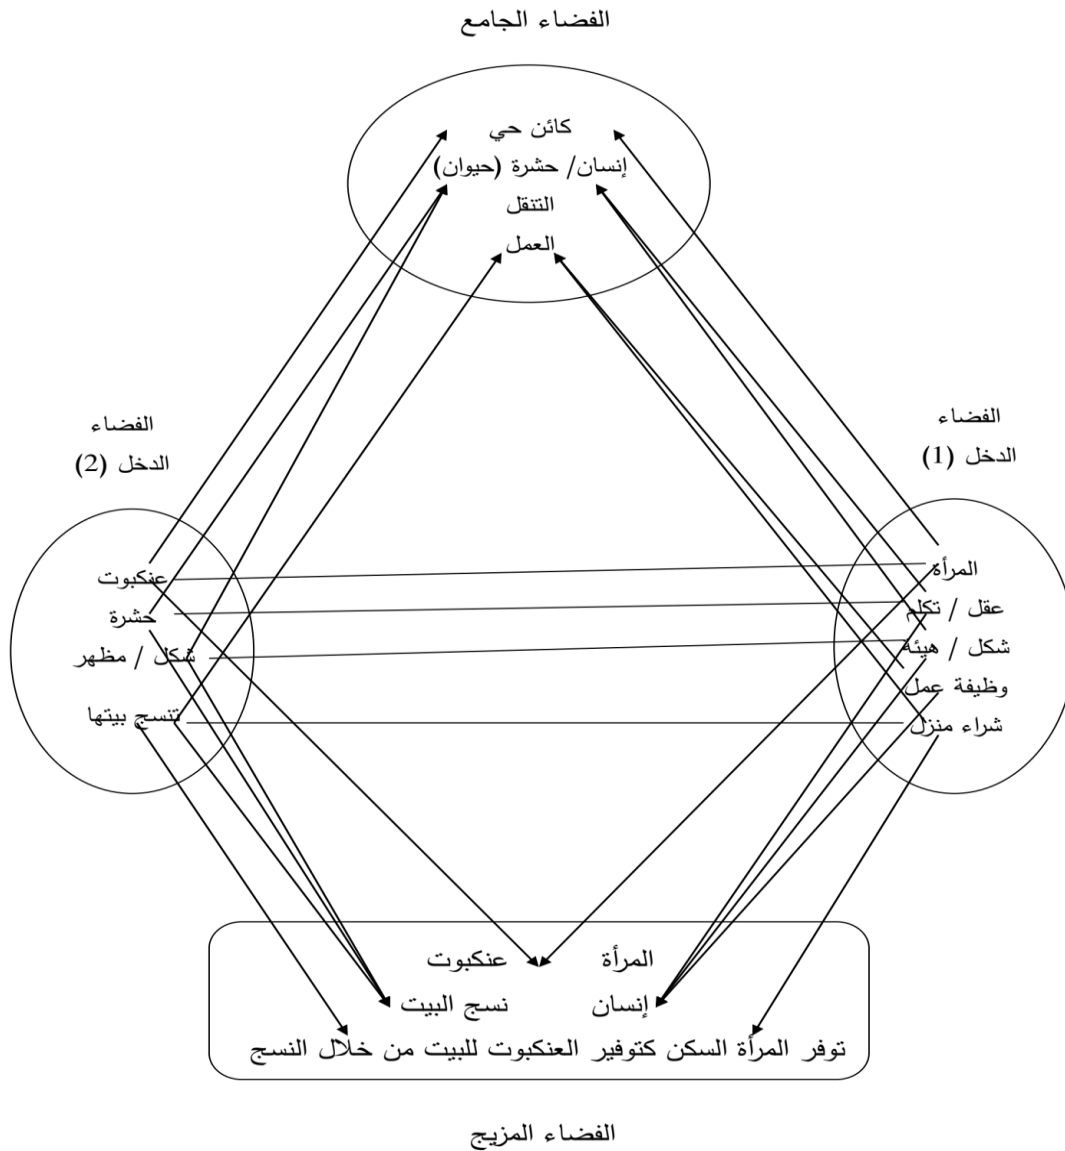 الفضاء الجامع
كائن حي
إنسان/ حشرة (حيوان)
التنقل
العمل
الفضاء
الدخل (1)
المرأة
عقل / تكلم
شكل / هيئة
وظيفة عمل
شراء منزل
الفضاء
الدخل (2)
عنكبوت
حشرة
شكل / مظهر
تنسج بيتها
المرأة عنكبوت
إنسان نسج البيت
توفر المرأة السكن كتوفير العنكبوت للبيت من خلال النسج
الفضاء المزيج